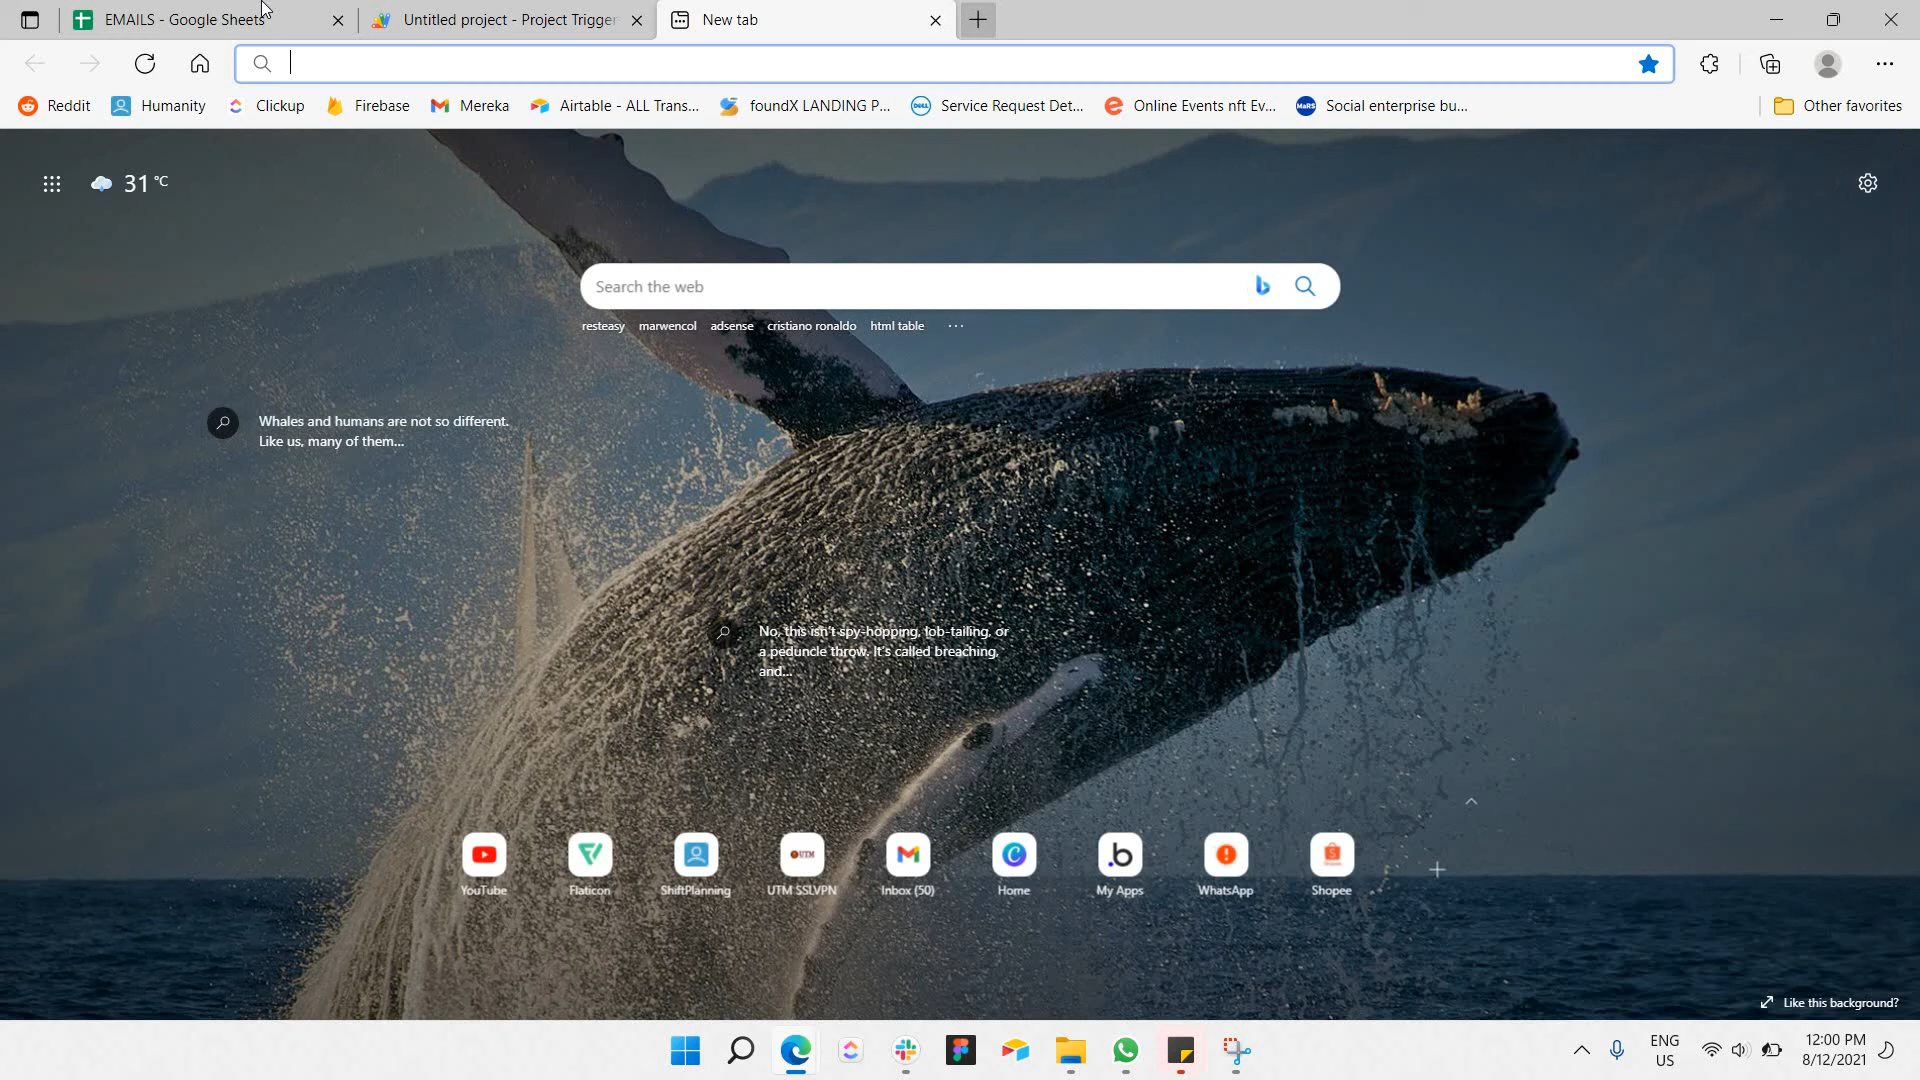 EMAILS - Google Sheets
Untitled project - Project Trigger
New tab
Reddit
Humanity
Clickup
Firebase
Mereka
Airtable - ALL Trans...
foundX LANDING P...
DELL
Service Request Det...
Online Events nft Ev...
MaRS
Social enterprise bu...
Other favorites
31 °C
Search the web
resteasy marwencol adsense cristiano ronaldo html table ...
Whales and humans are not so different.
Like us, many of them...
No, this isn't spy-hopping, lob-tailing, or
a peduncle throw. It's called breaching,
and...
UTM
YouTube
Flaticon
ShiftPlanning
UTM SSLVPN
Inbox (50)
Home
My Apps
WhatsApp
Shopee
Like this background?
ENG
US
12:00 PM
8/12/2021